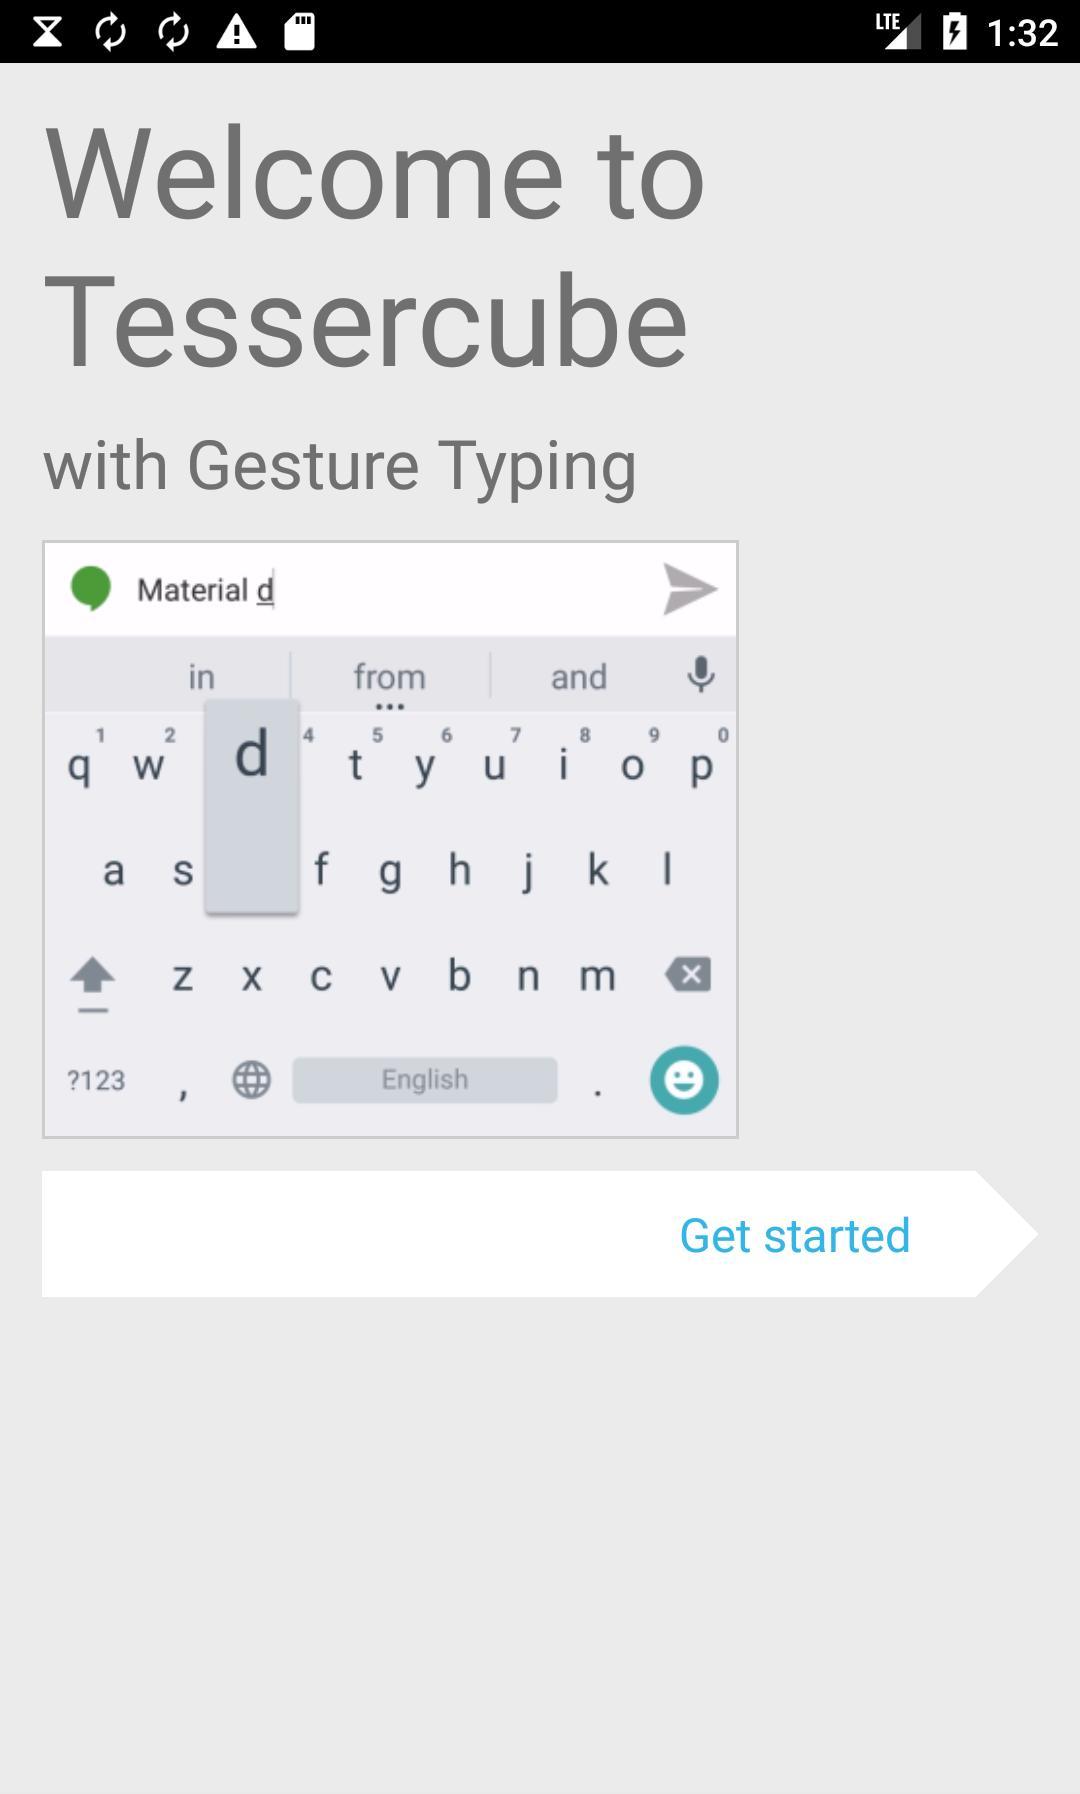 LTE 1:32
Welcome to
Tessercube
with Gesture Typing
Material d
in from and
1 2 4 5 6 7 8 9 0
q w d t y u i o p
a s f g h j k l
z x c v b n m
?123 , English .
Get started